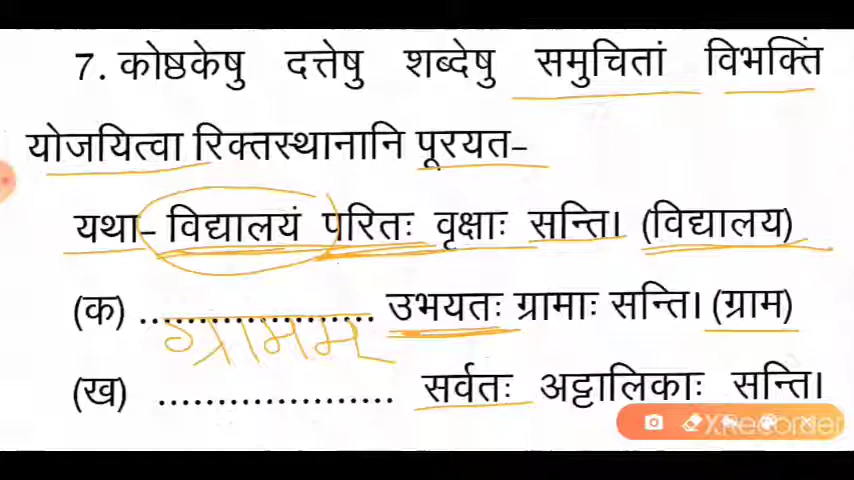 7. कोष्ठकेषु दत्तेषु शब्देषु समुचितां विभक्तिं
योजयित्वा रिक्तस्थानानि पूरयत–
यथा– विद्यालयं परितः वृक्षाः सन्ति। (विद्यालय)
(क) .................... उभयतः ग्रामाः सन्ति। (ग्राम)
ग्रामम्
(ख) .................... सर्वतः अट्टालिकाः सन्ति।
XRecorder